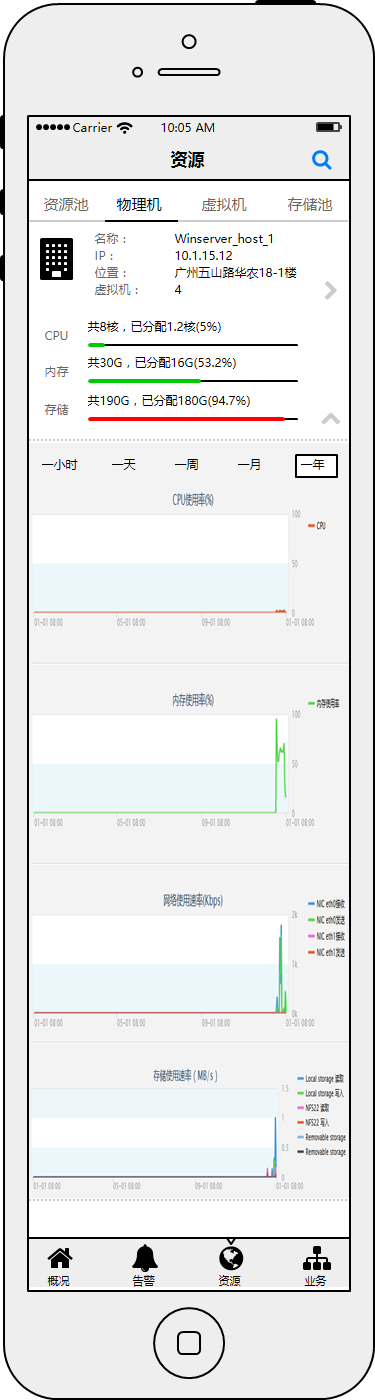 Carrier 10:05 AM
资源
资源池 物理机 虚拟机 存储池
名称： Winserver_host_1
IP： 10.1.15.12
位置： 广州五山路华农18-1楼
虚拟机： 4
CPU 共8核，已分配1.2核(5%)
内存 共30G，已分配16G(53.2%)
存储 共190G，已分配180G(94.7%)
一小时 一天 一周 一月 一年
CPU使用率(%)
100
CPU
50
0
01-01 08:00 05-01 08:00 09-01 08:00 01-01 08:00
内存使用率(%)
内存使用率
100
50
0
01-01 08:00 05-01 08:00 09-01 08:00 01-01 08:00
网络使用速率(Kbps)
NIC eth0接收
2k
NIC eth0发送
NIC eth1接收
NIC eth1发送
1k
0k
01-01 08:00 05-01 08:00 09-01 08:00 01-01 08:00
存储使用速率 ( MB/s )
Local storage 读取
1.5
Local storage 写入
NFS22 读取
1
NFS22 写入
Removable storage
0.5
Removable storage
0
01-01 08:00 05-01 08:00 09-01 08:00 01-01 08:00
概况 告警 资源 业务